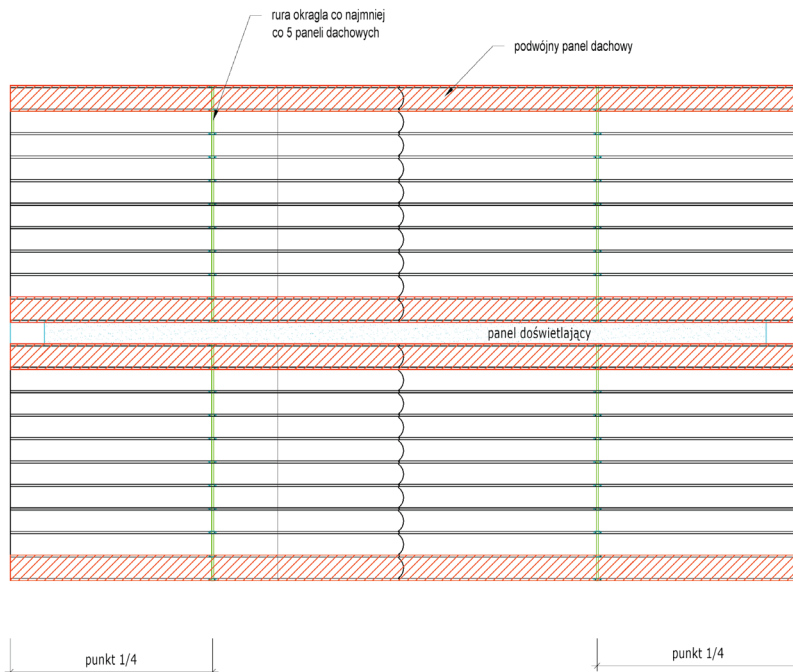 rura okragla co najmniej
co 5 paneli dachowych
podwójny panel dachowy
panel doświetlający
punkt 1/4
punkt 1/4